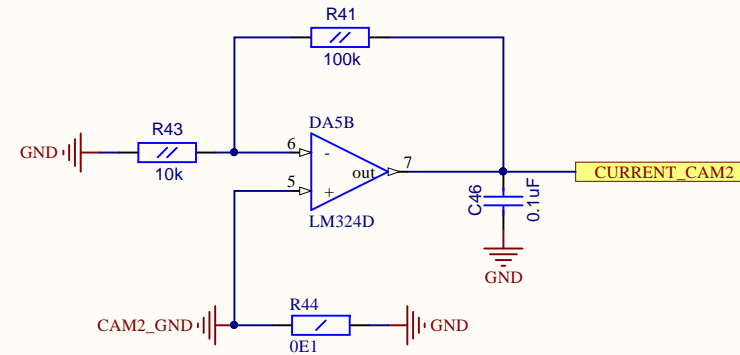 R41
100k
DA5B
R43
GND
10k
6
-
out
7
5
+
LM324D
CURRENT_CAM2
C46
0.1uF
GND
R44
CAM2_GND
GND
0E1